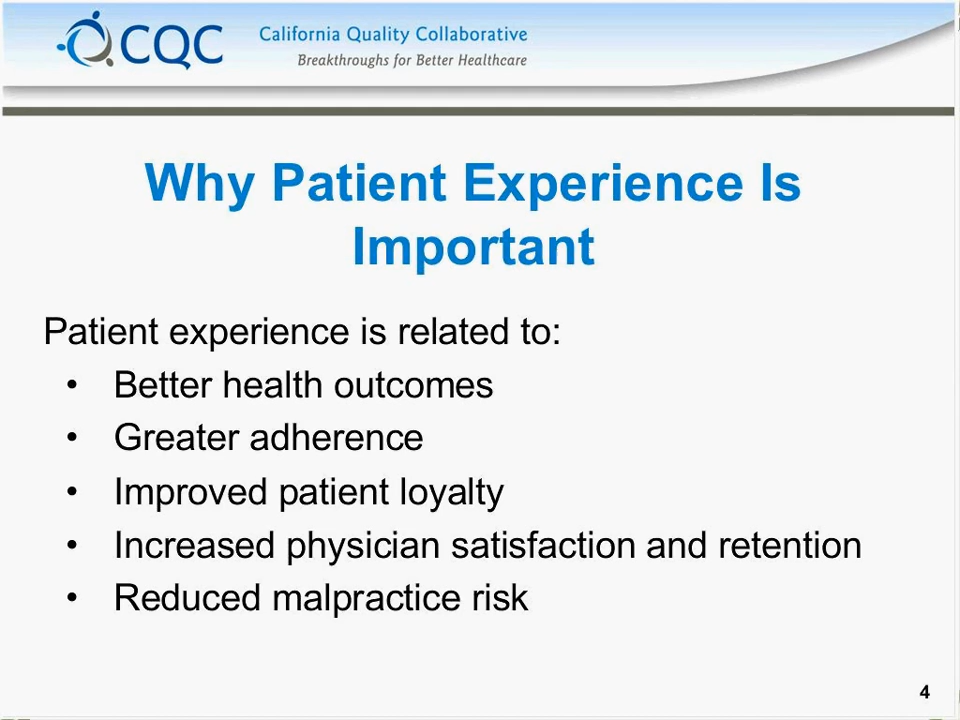 CQC
California Quality Collaborative
Breakthroughs for Better Healthcare
Why Patient Experience Is
Important
Patient experience is related to:
• Better health outcomes
• Greater adherence
• Improved patient loyalty
• Increased physician satisfaction and retention
• Reduced malpractice risk
4